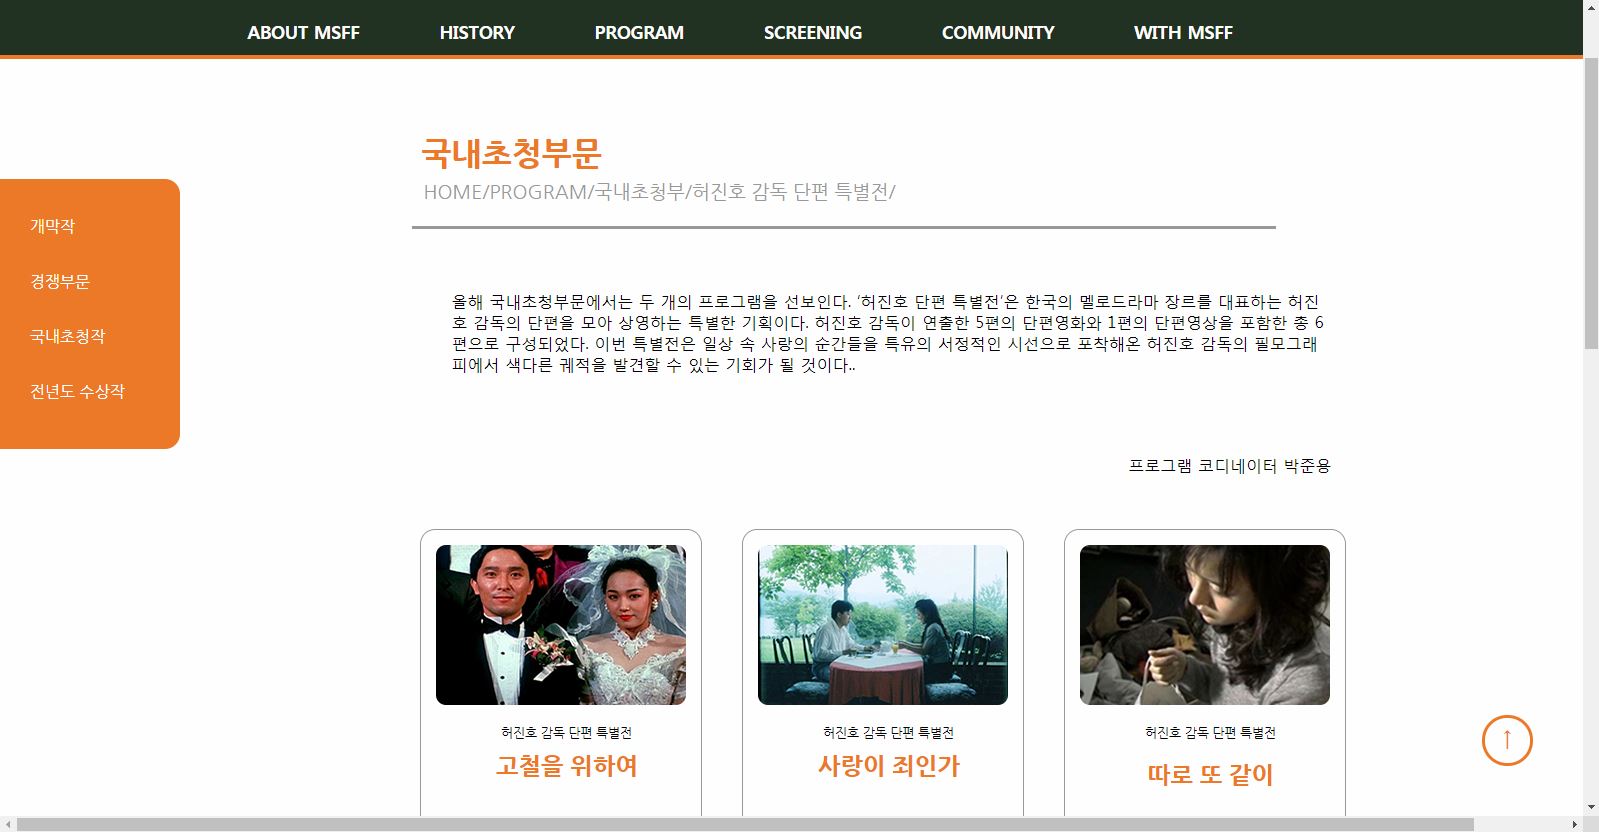 ABOUT MSFF HISTORY PROGRAM SCREENING COMMUNITY WITH MSFF
국내초청부문
HOME/PROGRAM/국내초청부/허진호 감독 단편 특별전/
개막작
경쟁부문
국내초청작
전년도 수상작
올해 국내초청부문에서는 두 개의 프로그램을 선보인다. ‘허진호 단편 특별전’은 한국의 멜로드라마 장르를 대표하는 허진
호 감독의 단편을 모아 상영하는 특별한 기획이다. 허진호 감독이 연출한 5편의 단편영화와 1편의 단편영상을 포함한 총 6
편으로 구성되었다. 이번 특별전은 일상 속 사랑의 순간들을 특유의 서정적인 시선으로 포착해온 허진호 감독의 필모그래
피에서 색다른 궤적을 발견할 수 있는 기회가 될 것이다..
프로그램 코디네이터 박준용
허진호 감독 단편 특별전
고철을 위하여
허진호 감독 단편 특별전
사랑이 죄인가
허진호 감독 단편 특별전
따로 또 같이
↑